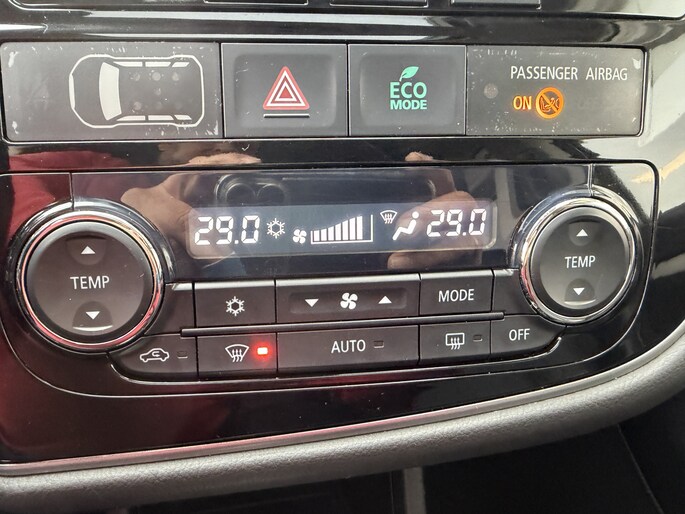 ECO
MODE
PASSENGER AIRBAG
ON
29.0
29.0
TEMP
TEMP
MODE
AUTO
OFF